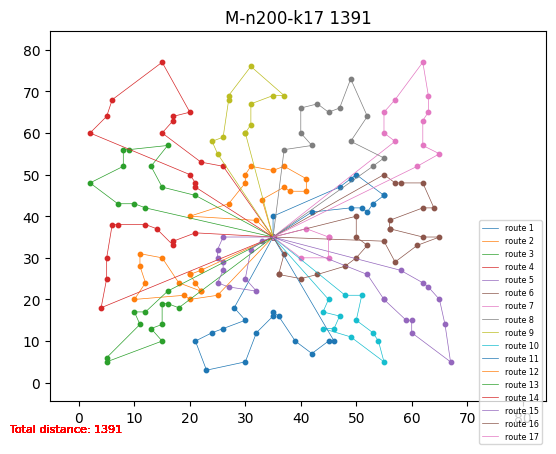 M-n200-k17 1391
80
70
60
50
40
30
20
10
0
0 10 20 30 40 50 60 70 80
route 1
route 2
route 3
route 4
route 5
route 6
route 7
route 8
route 9
route 10
route 11
route 12
route 13
route 14
route 15
route 16
route 17
Total distance: 1391